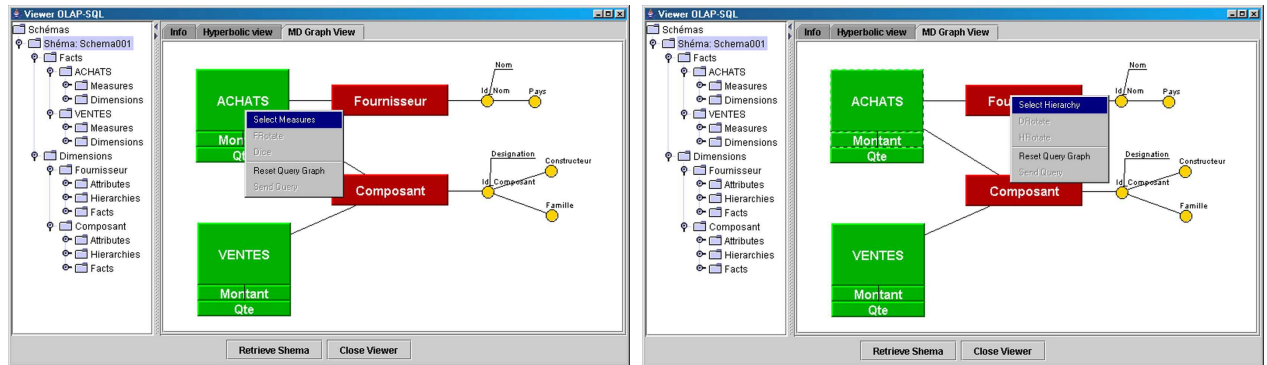 Viewer OLAP-SQL
Schémas
Shéma: Schema001
Facts
ACHATS
Measures
Dimensions
VENTES
Measures
Dimensions
Dimensions
Fournisseur
Attributes
Hierarchies
Facts
Composant
Attributes
Hierarchies
Facts
Info Hyperbolic view MD Graph View
ACHATS
Fournisseur
Nom
Id_Nom Pays
Select Measures
FRotate
Dice
Reset Query Graph
Send Query
Mon
Qt
Composant
Designation
Constructeur
Id_Composant
Famille
VENTES
Montant
Qte
Retrieve Shema Close Viewer
Viewer OLAP-SQL
Schémas
Shéma: Schema001
Facts
ACHATS
Measures
Dimensions
VENTES
Measures
Dimensions
Dimensions
Fournisseur
Attributes
Hierarchies
Facts
Composant
Attributes
Hierarchies
Facts
Info Hyperbolic view MD Graph View
ACHATS
Montant
Qte
Fou
Nom
Id_Nom Pays
Select Hierarchy
DRotate
HRotate
Reset Query Graph
Send Query
Composant
Designation
Constructeur
Id_Composant
Famille
VENTES
Montant
Qte
Retrieve Shema Close Viewer